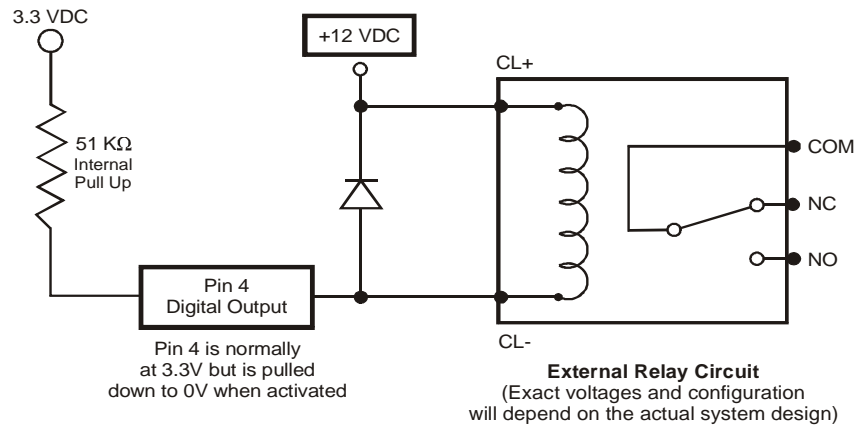 3.3 VDC
+12 VDC
CL+
51 KΩ
Internal
Pull Up
COM
NC
NO
Pin 4
Digital Output
CL-
Pin 4 is normally
at 3.3V but is pulled
down to 0V when activated
External Relay Circuit
(Exact voltages and configuration
will depend on the actual system design)